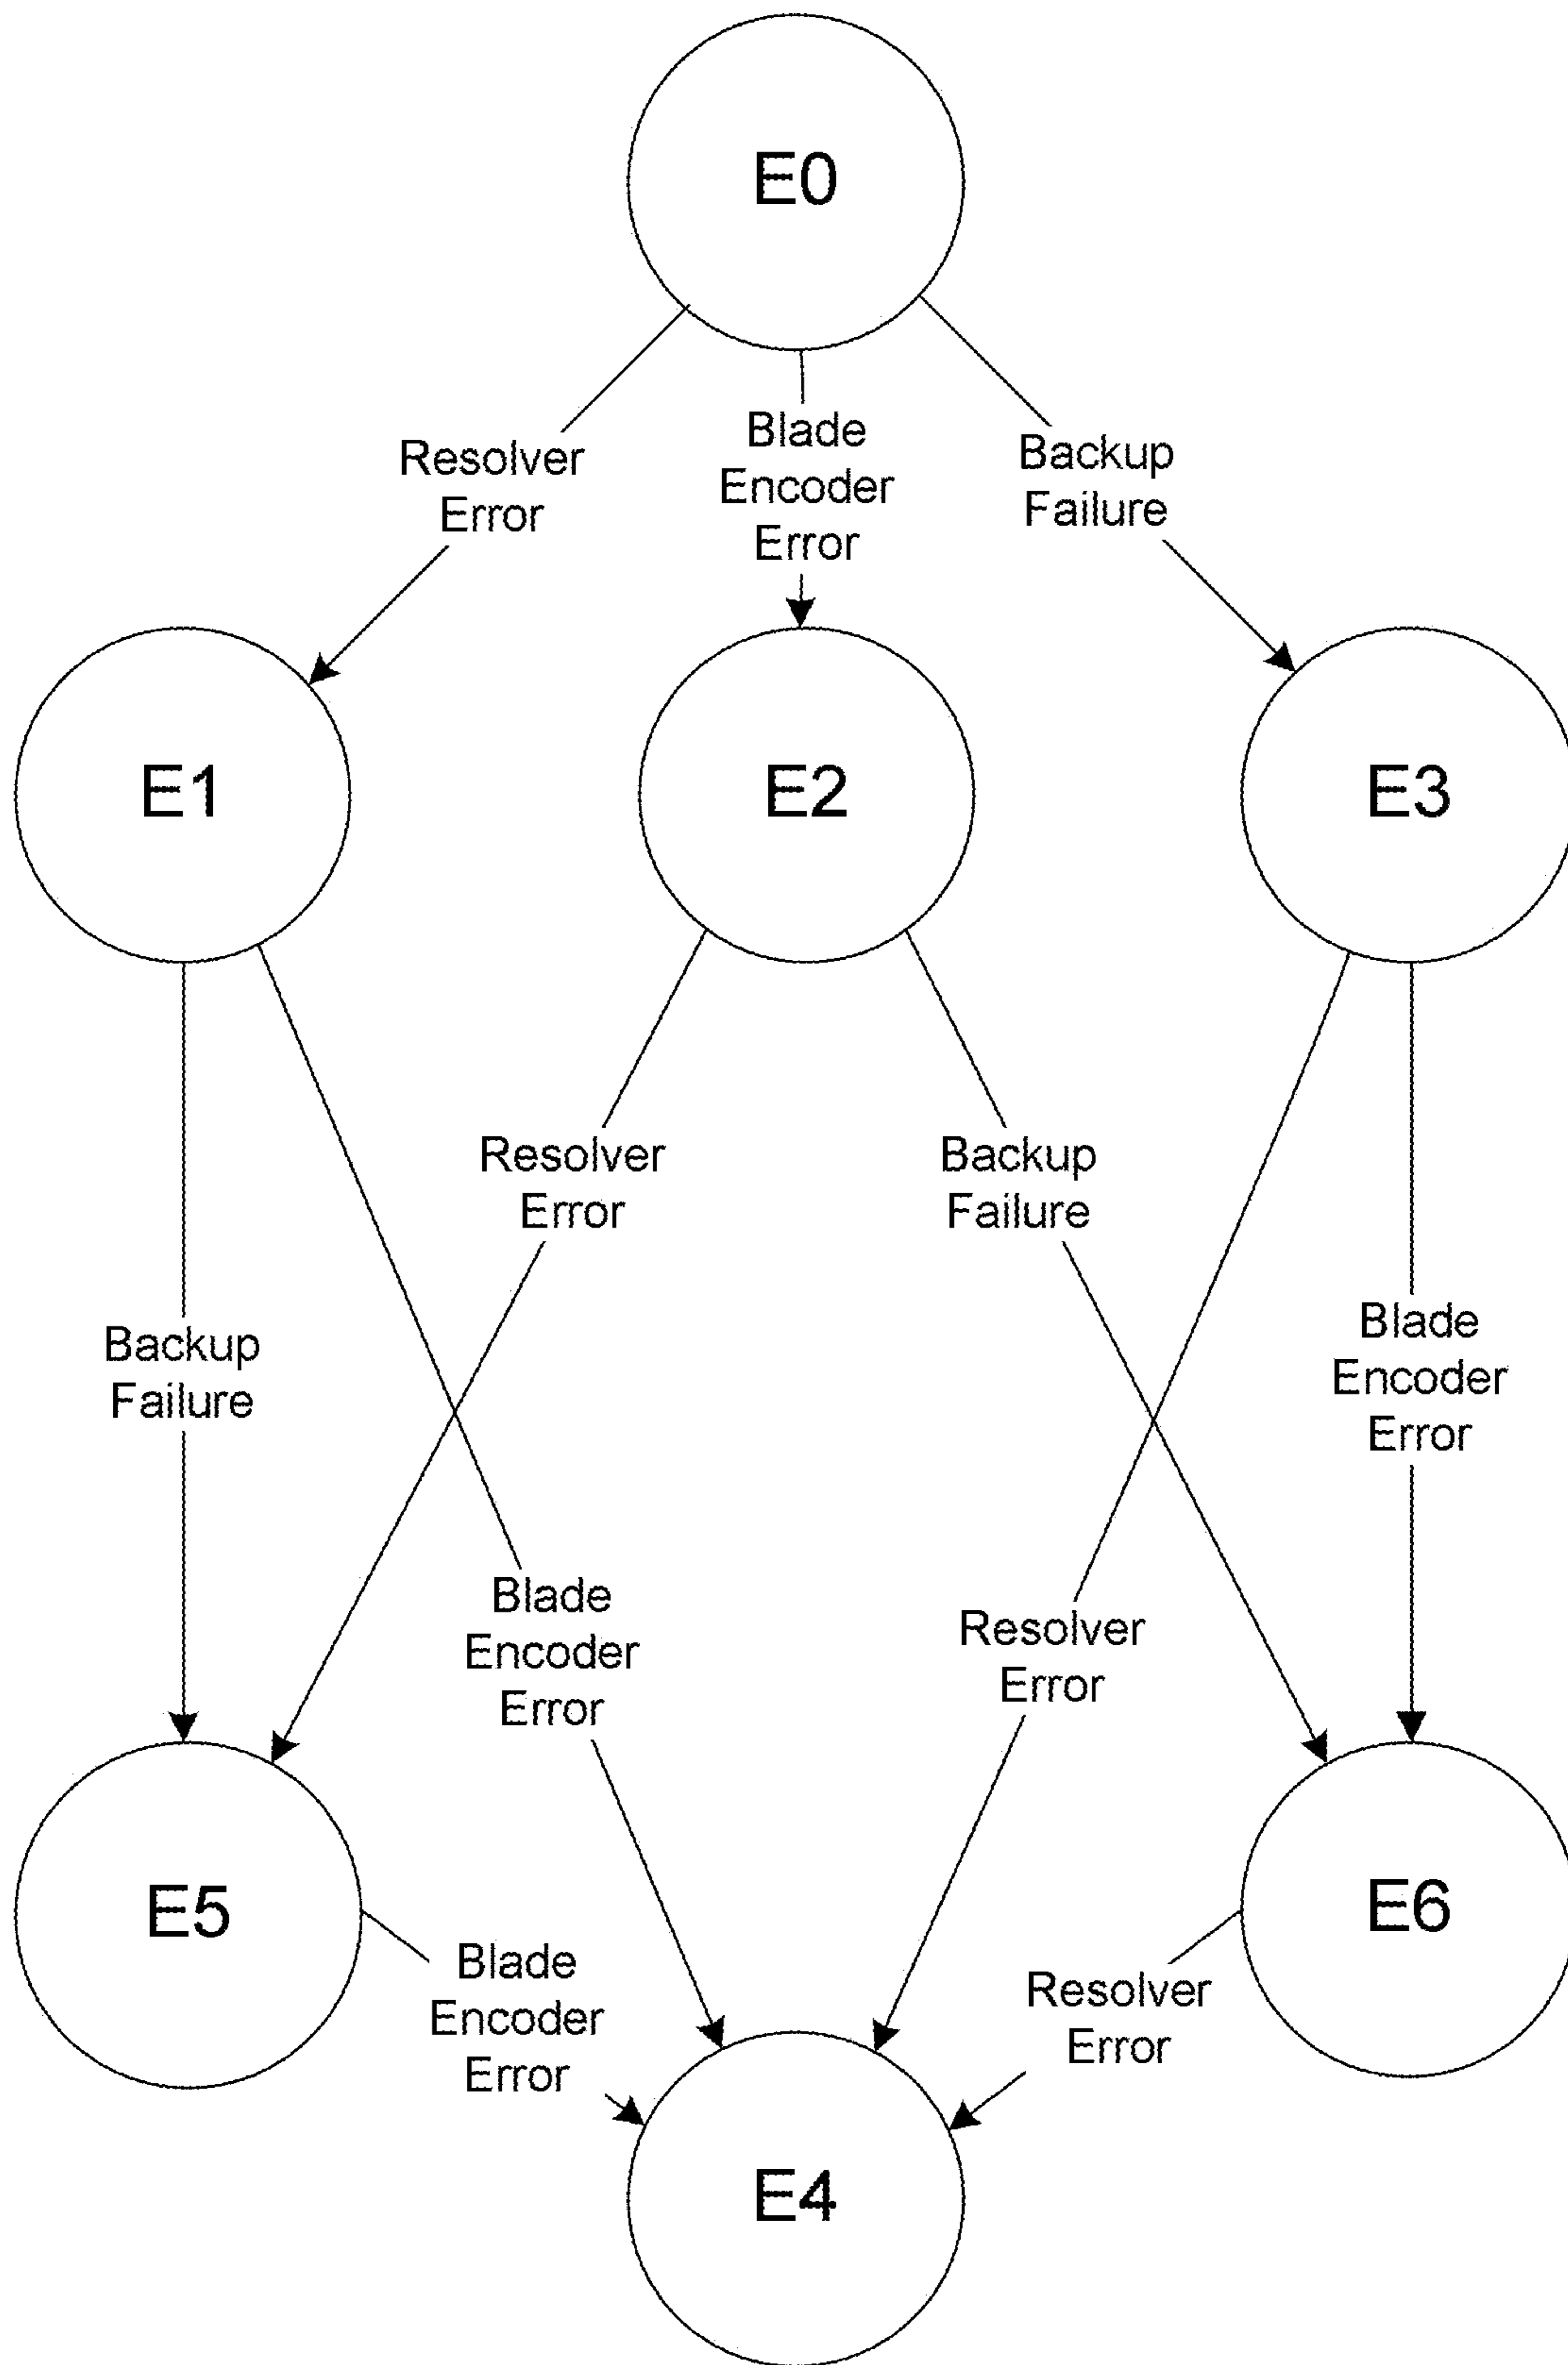 E0
Resolver
Error
Blade
Encoder
Error
Backup
Failure
E1
E2
E3
Resolver
Error
Backup
Failure
Backup
Failure
Blade
Encoder
Error
Blade
Encoder
Error
Resolver
Error
E5
E6
Blade
Encoder
Error
Resolver
Error
E4